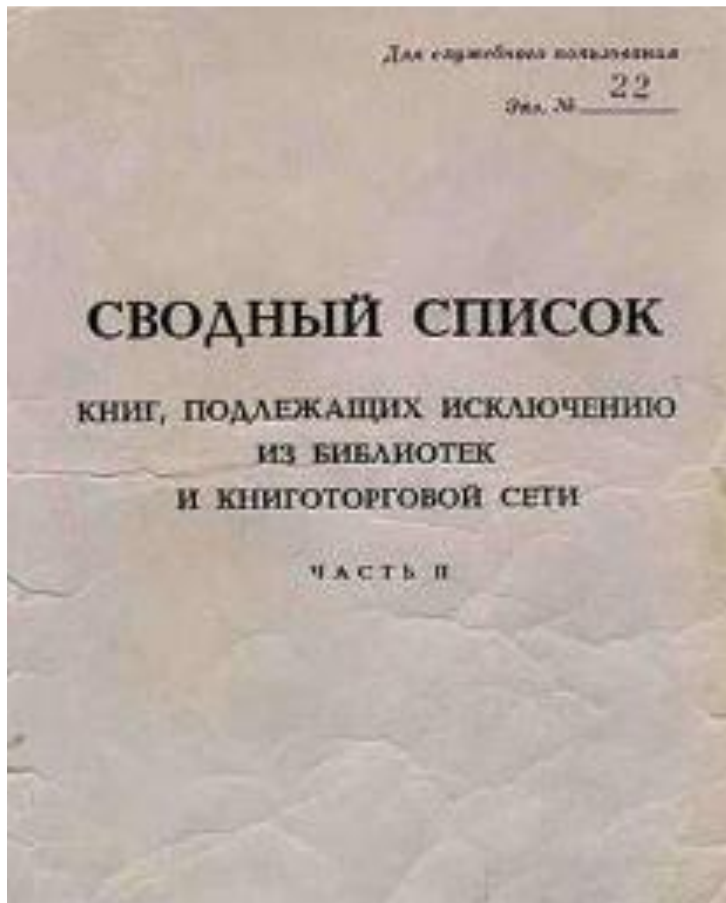 Для служебного пользования
Экз. № 22
СВОДНЫЙ СПИСОК
КНИГ, ПОДЛЕЖАЩИХ ИСКЛЮЧЕНИЮ
ИЗ БИБЛИОТЕК
И КНИГОТОРГОВОЙ СЕТИ
ЧАСТЬ II